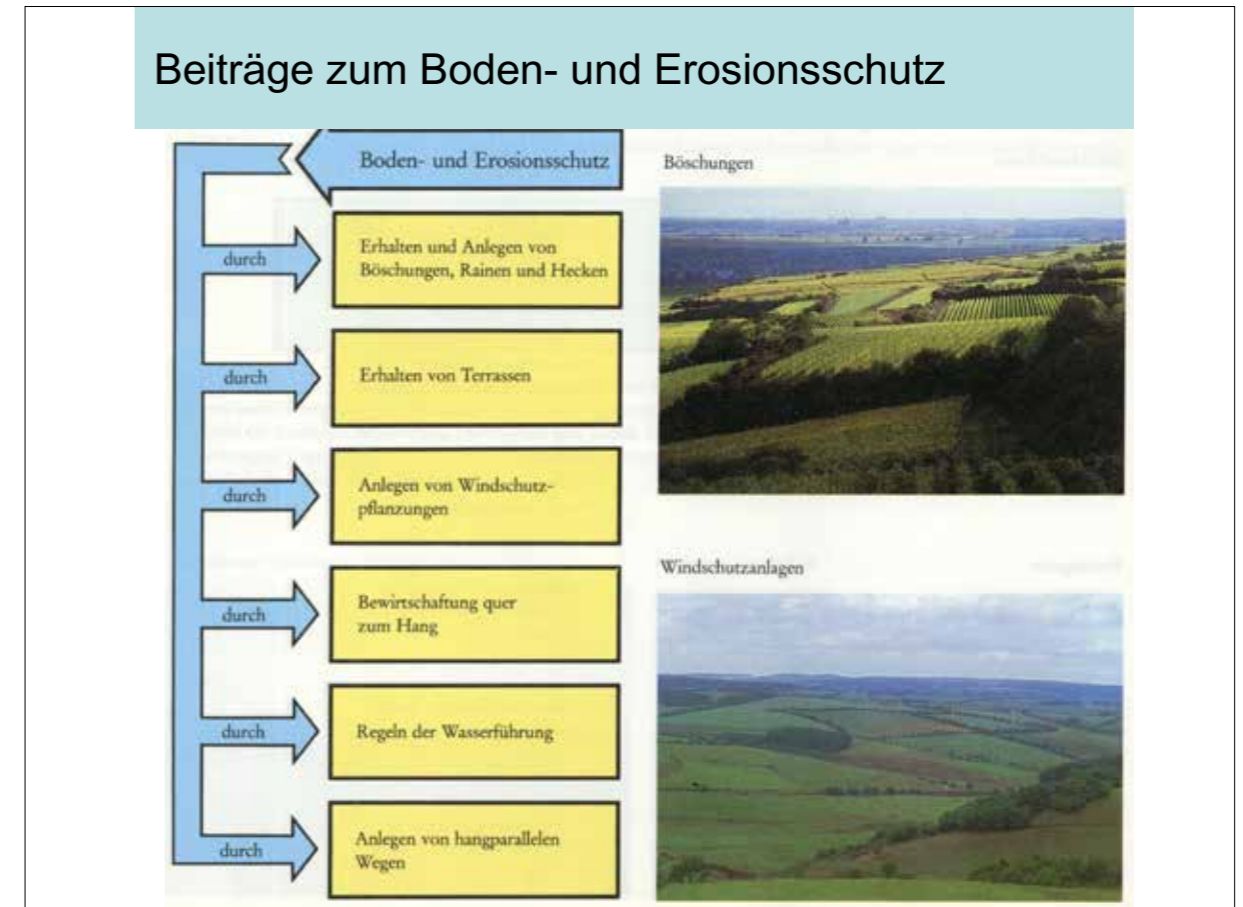 Beiträge zum Boden- und Erosionsschutz
Boden- und Erosionsschutz
durch
Erhalten und Anlegen von
Böschungen, Rainen und Hecken
durch
Erhalten von Terrassen
durch
Anlegen von Windschutz-
pflanzungen
durch
Bewirtschaftung quer
zum Hang
durch
Regeln der Wasserführung
durch
Anlegen von hangparallelen
Wegen
Böschungen
Windschutzanlagen